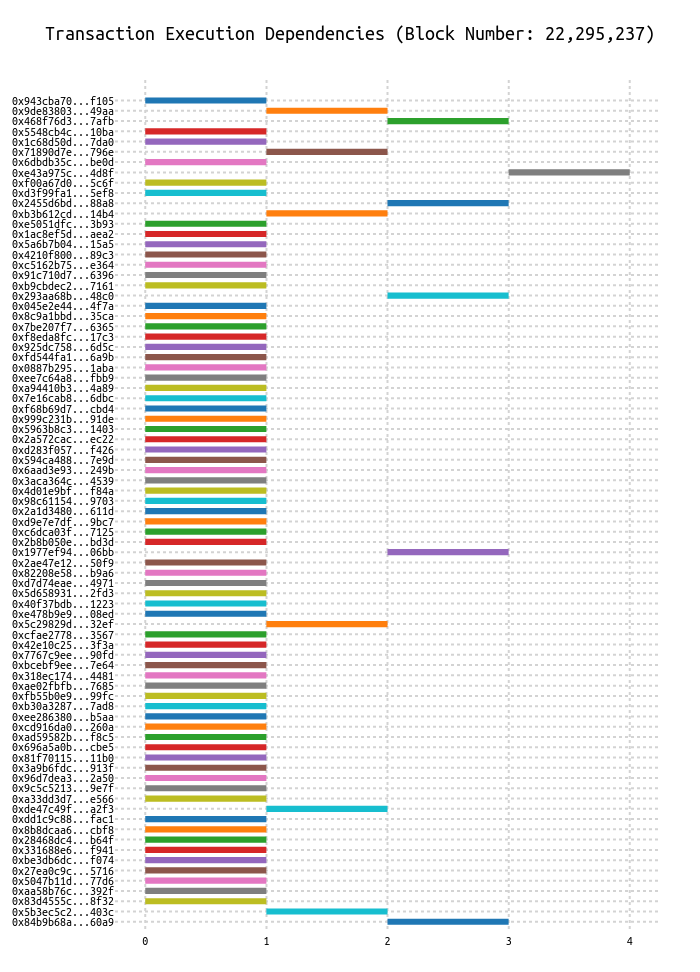 Transaction Execution Dependencies (Block Number: 22,295,237)
0x943cba70...f105
0x9de83803...49aa
0x468f76d3...7afb
0x5548cb4c...10ba
0x1c68d50d...7da0
0x71890d7e...796e
0x6dbdb35c...be0d
0xe43a975c...4d8f
0xf00a67d0...5c6f
0xd3f99fa1...5ef8
0x2455d6bd...88a8
0xb3b612cd...14b4
0xe5051dfc...3b93
0x1ac8ef5d...aea2
0x5a6b7b04...15a5
0x4210f800...89c3
0xc5162b75...e364
0x91c710d7...6396
0xb9cbdec2...7161
0x293aa68b...48c0
0x045e2e44...4f7a
0x8c9a1bbd...35ca
0x7be207f7...6365
0xf8eda8fc...17c3
0x925dc758...6d5c
0xfd544fa1...6a9b
0x0887b295...1aba
0xee7c64a8...fbb9
0xa94410b3...4a89
0x7e16cab8...6dbc
0xf68b69d7...cbd4
0x999c231b...91de
0x5963b8c3...1403
0x2a572cac...ec22
0xd283f057...f426
0x594ca488...7e9d
0x6aad3e93...249b
0x3aca364c...4539
0x4d01e9bf...f84a
0x98c61154...9703
0x2a1d3480...611d
0xd9e7e7df...9bc7
0xc6dca03f...7125
0x2b8b050e...bd3d
0x1977ef94...06bb
0x2ae47e12...50f9
0x82208e58...b9a6
0xd7d74eae...4971
0x5d658931...2fd3
0x40f37bdb...1223
0xe478b9e9...08ed
0x5c29829d...32ef
0xcfae2778...3567
0x42e10c25...3f3a
0x7767c9ee...90fd
0xbcebf9ee...7e64
0x318ec174...4481
0xae02fbfb...7685
0xfb55b0e9...99fc
0xb30a3287...7ad8
0xee286380...b5aa
0xcd916da0...260a
0xad59582b...f8c5
0x696a5a0b...cbe5
0x81f70115...11b0
0x3a9b6fdc...913f
0x96d7dea3...2a50
0x9c5c5213...9e7f
0xa33dd3d7...e566
0xde47c49f...a2f3
0xdd1c9c88...fac1
0x8b8dcaa6...cbf8
0x28468dc4...b64f
0x331688e6...f941
0xbe3db6dc...f074
0x27ea0c9c...5716
0x5047b11d...77d6
0xaa58b76c...392f
0x83d4555c...8f32
0x5b3ec5c2...403c
0x84b9b68a...60a9
0 1 2 3 4